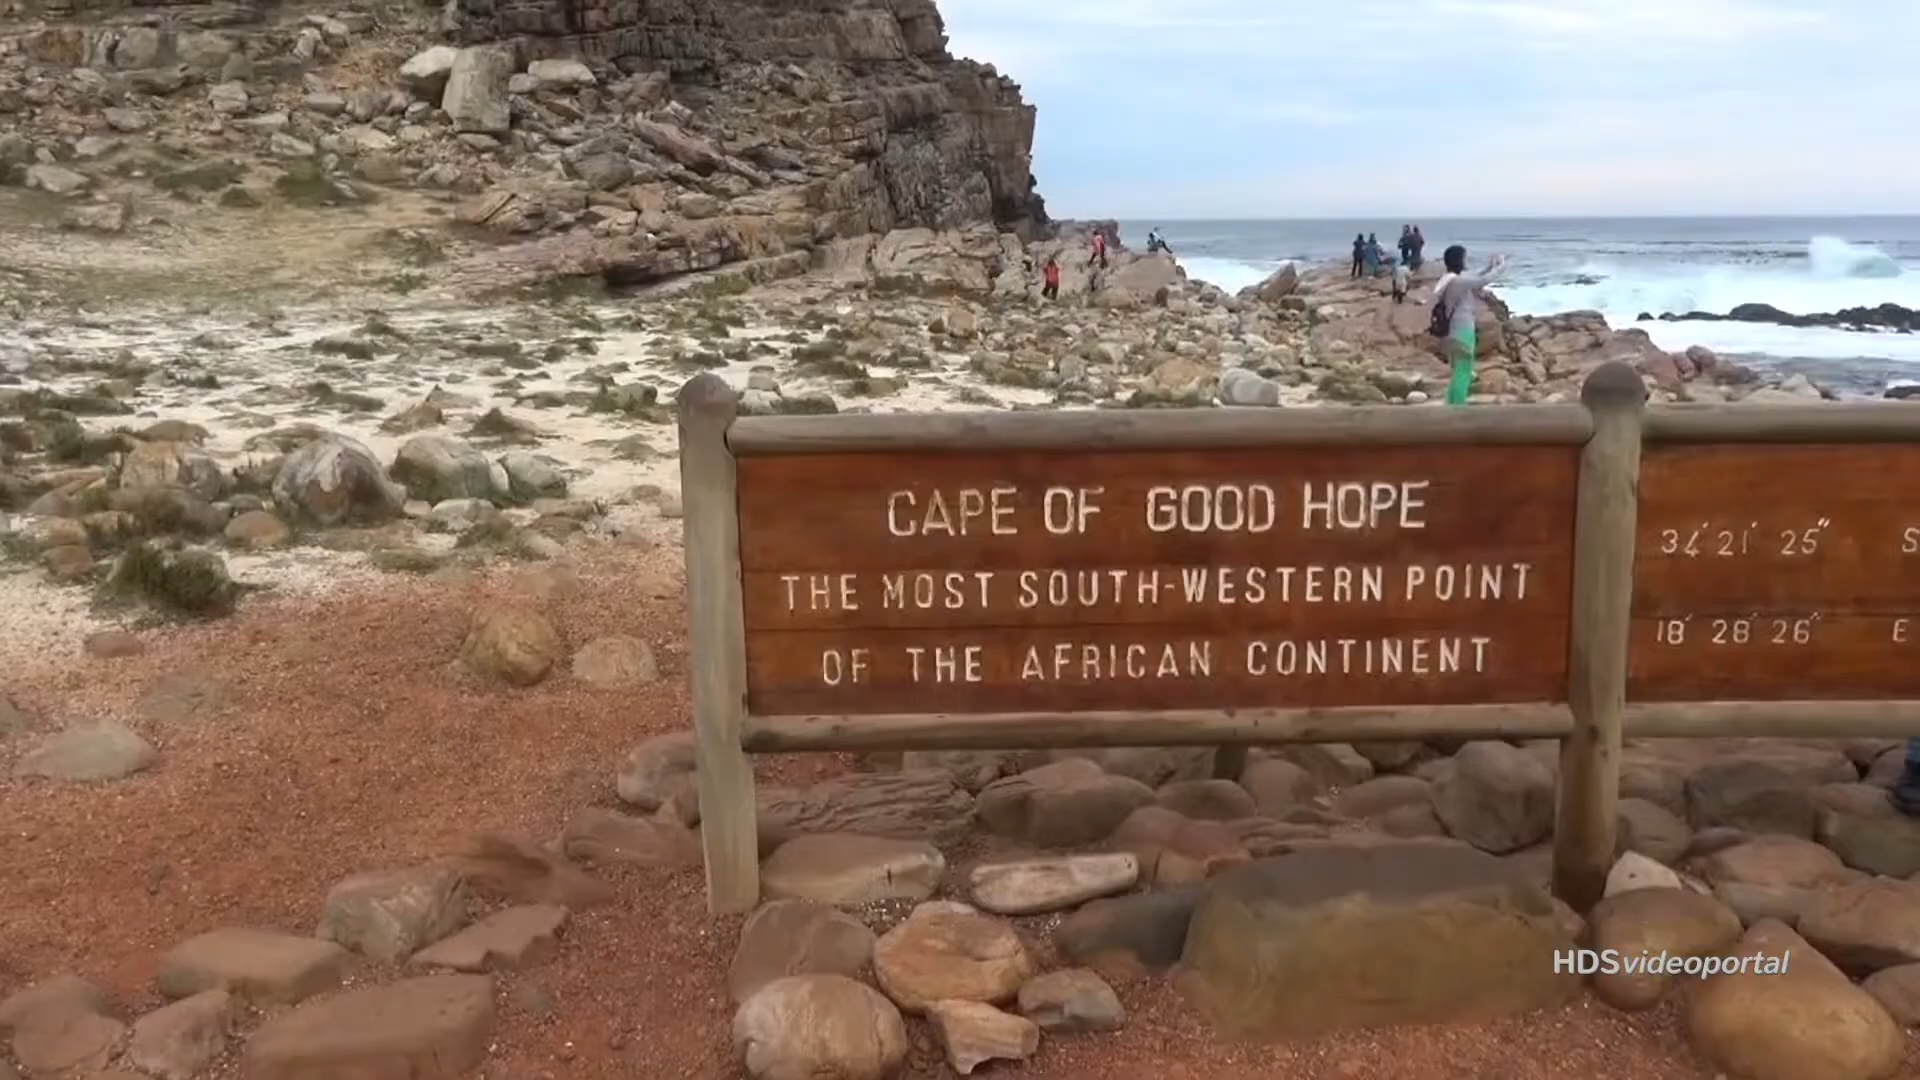 CAPE OF GOOD HOPE
THE MOST SOUTH-WESTERN POINT
OF THE AFRICAN CONTINENT
34° 21' 25" S
18° 28' 26" E
HDSvideoportal